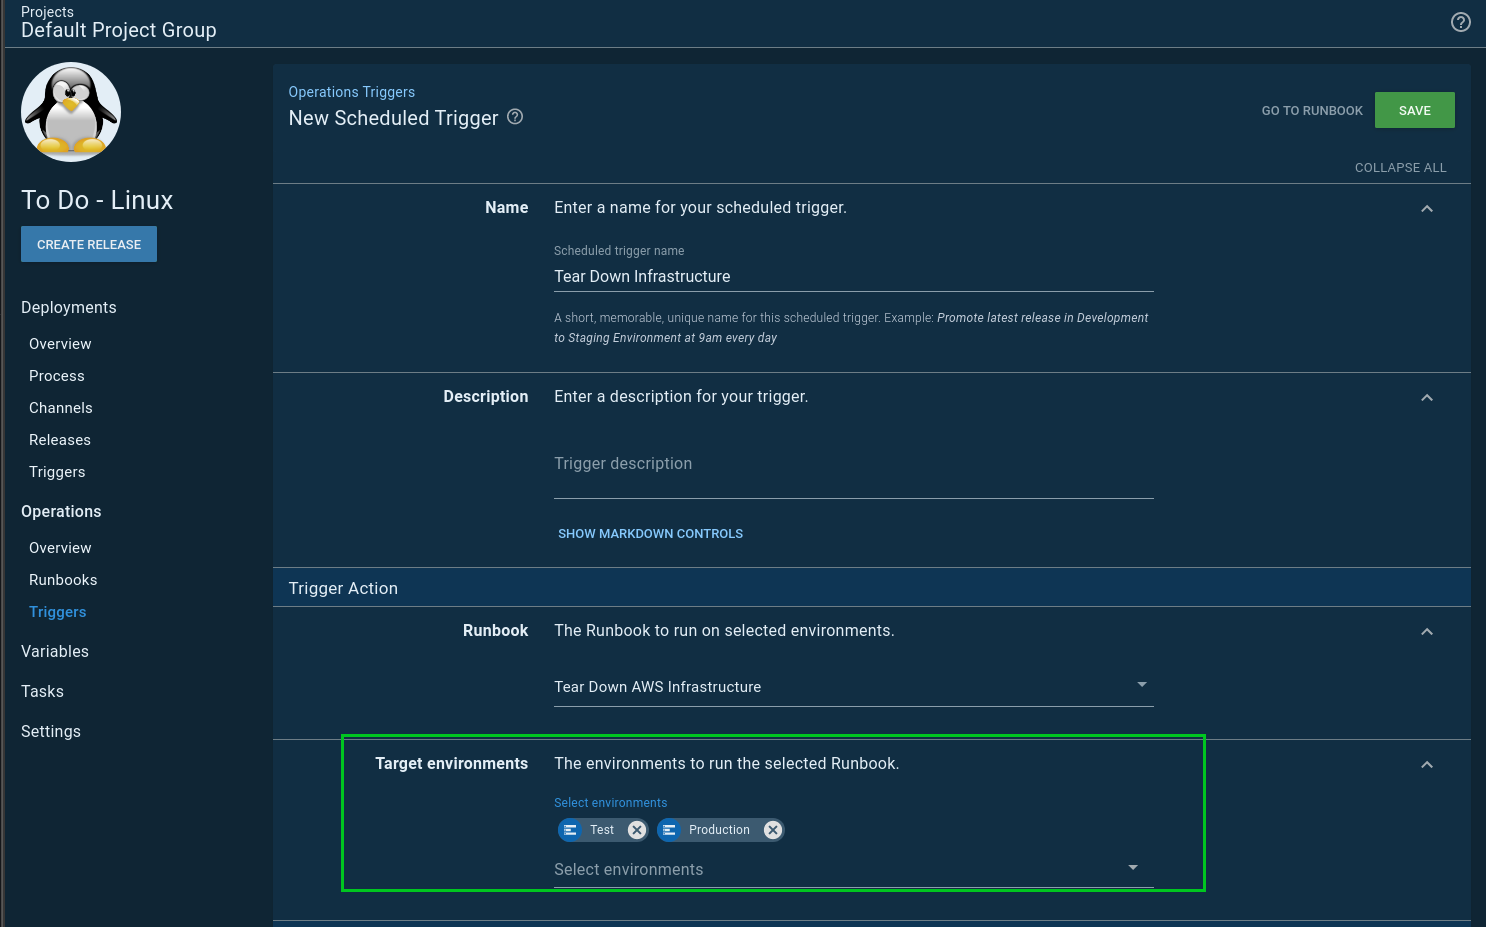 Projects
Default Project Group
To Do - Linux
CREATE RELEASE
Deployments
Overview
Process
Channels
Releases
Triggers
Operations
Overview
Runbooks
Triggers
Variables
Tasks
Settings
Operations Triggers
New Scheduled Trigger
GO TO RUNBOOK
SAVE
COLLAPSE ALL
Name
Enter a name for your scheduled trigger.
Scheduled trigger name
Tear Down Infrastructure
A short, memorable, unique name for this scheduled trigger. Example: Promote latest release in Development
to Staging Environment at 9am every day
Description
Enter a description for your trigger.
Trigger description
SHOW MARKDOWN CONTROLS
Trigger Action
Runbook
The Runbook to run on selected environments.
Tear Down AWS Infrastructure
Target environments
The environments to run the selected Runbook.
Select environments
Test
Production
Select environments